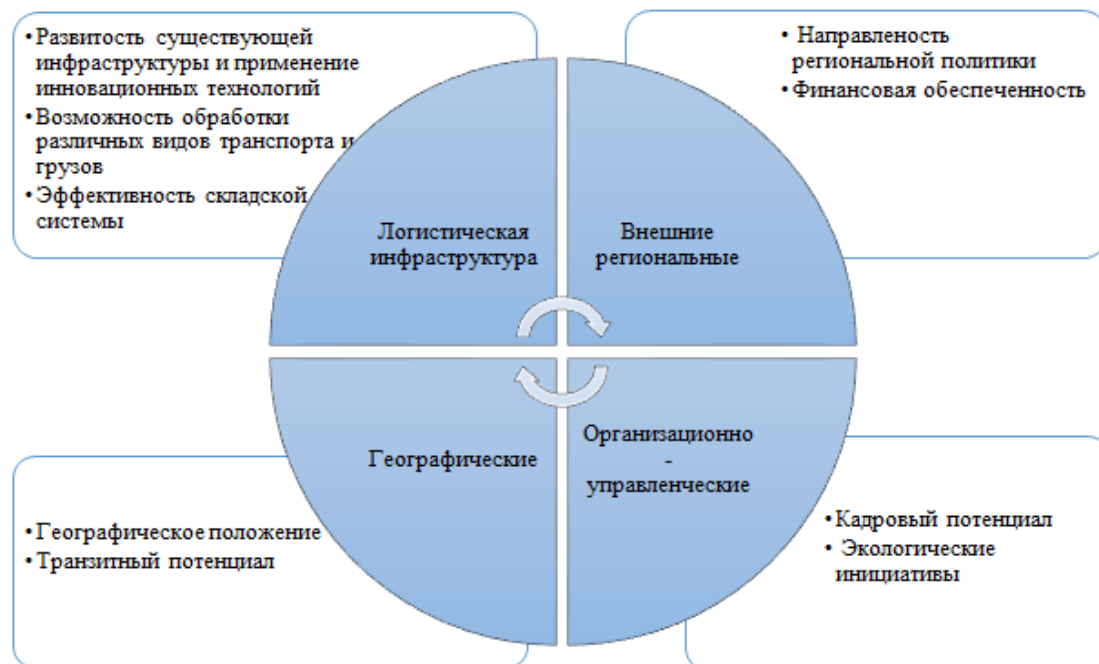 • Развитость существующей
инфраструктуры и применение
инновационных технологий
• Возможность обработки
различных видов транспорта и
грузов
• Эффективность складской
системы
• Направленость
региональной политики
• Финансовая обеспеченность
Логистическая
инфраструктура
Внешние
региональные
Географические
Организационно
-
управленческие
• Географическое положение
• Транзитный потенциал
• Кадровый потенциал
• Экологические
инициативы